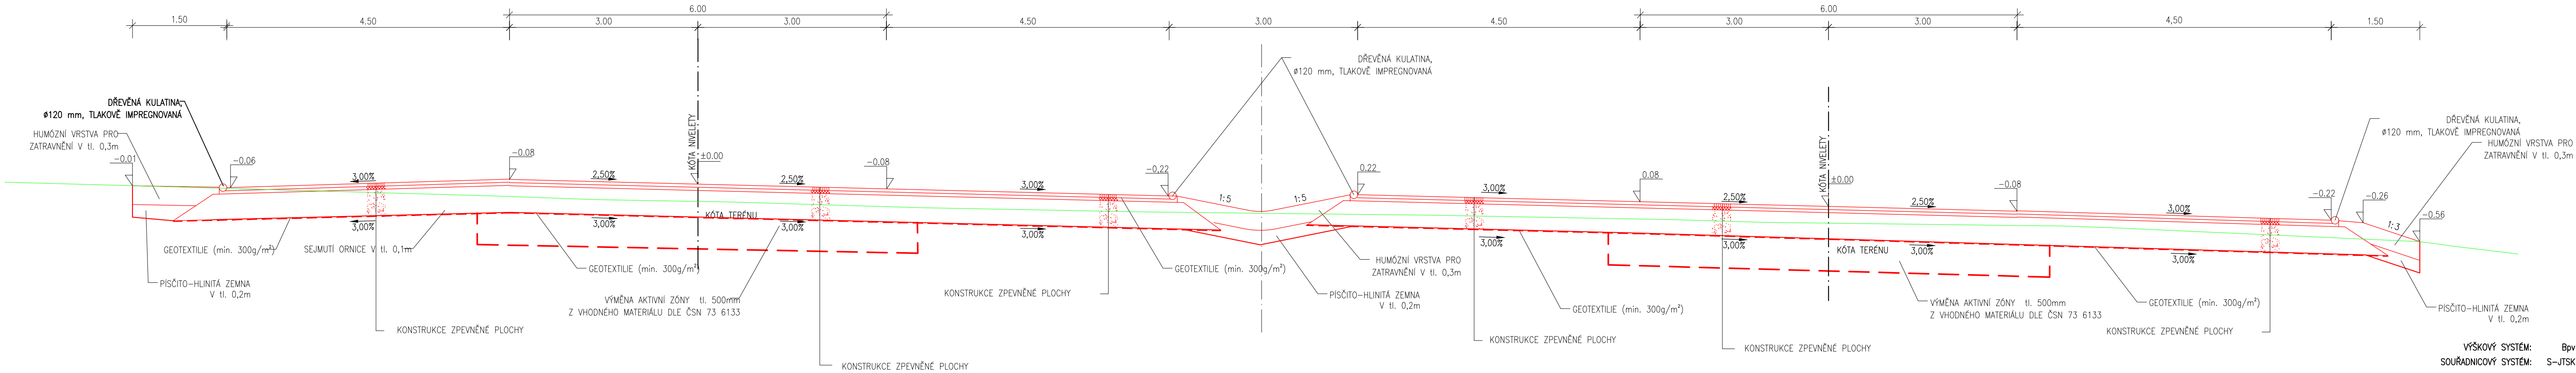 6.00
6.00
1.50
4.50
3.00
3.00
4.50
3.00
4.50
3.00
3.00
4,50
1.50
DŘEVĚNÁ KULATINA,
ø120 mm, TLAKOVĚ IMPREGNOVANÁ
HUMÓZNÍ VRSTVA PRO
ZATRAVNĚNÍ V tl. 0,3m
-0.01
-0.06
3,00%
-0.08
2,50%
KÓTA NIVELETY
±0.00
2,50%
-0.08
3,00%
-0,22
DŘEVĚNÁ KULATINA,
ø120 mm, TLAKOVĚ IMPREGNOVANÁ
1:5
1:5
0.22
3,00%
0.08
2,50%
KÓTA NIVELETY
±0.00
2,50%
-0.08
3,00%
-0.22
-0.26
1:3
-0.56
DŘEVĚNÁ KULATINA,
ø120 mm, TLAKOVĚ IMPREGNOVANÁ
HUMÓZNÍ VRSTVA PRO
ZATRAVNĚNÍ V tl. 0,3m
3,00%
3,00%
KÓTA TERÉNU
3,00%
3,00%
3,00%
3,00%
KÓTA TERÉNU
3,00%
3,00%
GEOTEXTILIE (min. 300g/m²)
SEJMUTÍ ORNICE V tl. 0,1m
GEOTEXTILIE (min. 300g/m²)
GEOTEXTILIE (min. 300g/m²)
HUMÓZNÍ VRSTVA PRO
ZATRAVNĚNÍ V tl. 0,3m
PÍSČITO-HLINITÁ ZEMNA
V tl. 0,2m
VÝMĚNA AKTIVNÍ ZÓNY tl. 500mm
Z VHODNÉHO MATERIÁLU DLE ČSN 73 6133
KONSTRUKCE ZPEVNĚNÉ PLOCHY
PÍSČITO-HLINITÁ ZEMNA
V tl. 0,2m
GEOTEXTILIE (min. 300g/m²)
VÝMĚNA AKTIVNÍ ZÓNY tl. 500mm
Z VHODNÉHO MATERIÁLU DLE ČSN 73 6133
GEOTEXTILIE (min. 300g/m²)
PÍSČITO-HLINITÁ ZEMNA
V tl. 0,2m
KONSTRUKCE ZPEVNĚNÉ PLOCHY
KONSTRUKCE ZPEVNĚNÉ PLOCHY
KONSTRUKCE ZPEVNĚNÉ PLOCHY
KONSTRUKCE ZPEVNĚNÉ PLOCHY
KONSTRUKCE ZPEVNĚNÉ PLOCHY
VÝŠKOVÝ SYSTÉM: Bpv
SOUŘADNICOVÝ SYSTÉM: S-JTSK